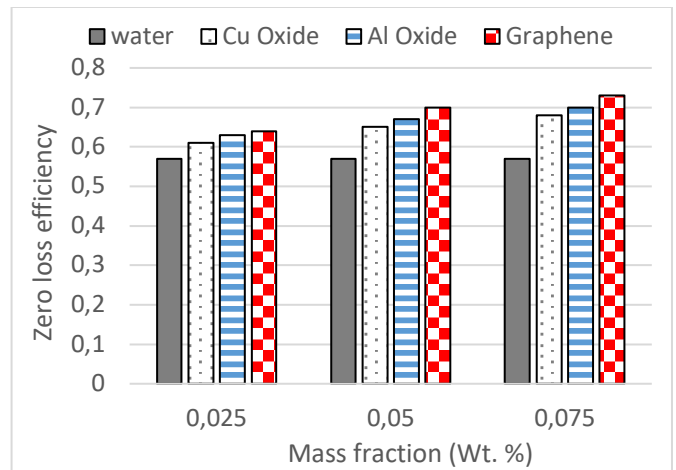 water Cu Oxide Al Oxide Graphene
0,8
0,7
0,6
0,5
0,4
0,3
0,2
0,1
0
Zero loss efficiency
0,025 0,05 0,075
Mass fraction (Wt. %)